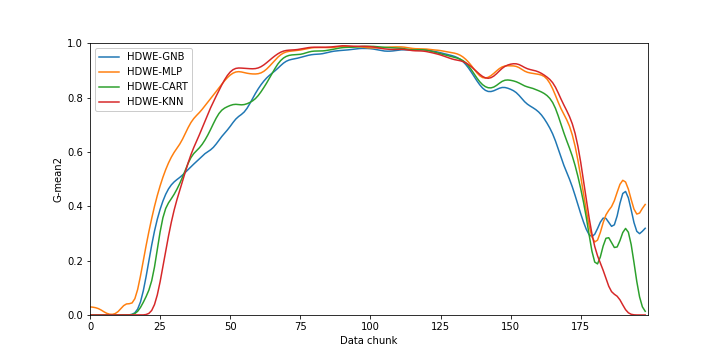 1.0
0.8
0.6
0.4
0.2
0.0
G-mean2
HDWE-GNB
HDWE-MLP
HDWE-CART
HDWE-KNN
0 25 50 75 100 125 150 175
Data chunk